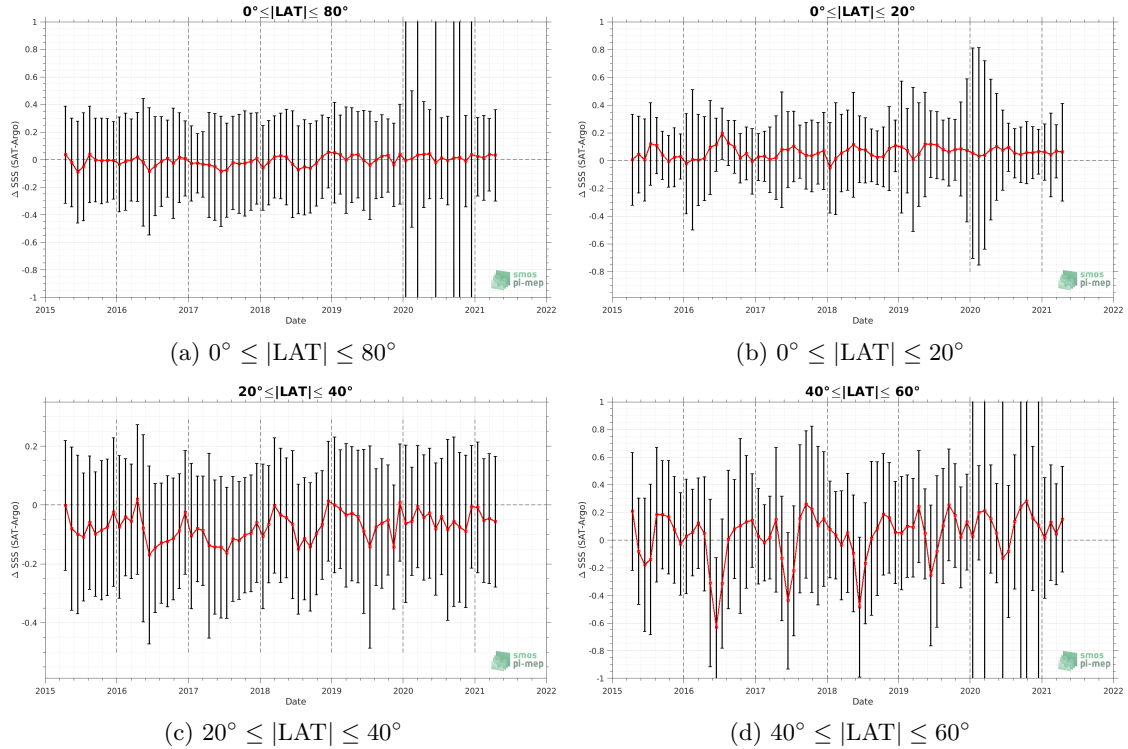 0°≤|LAT|≤ 80°
1
0.8
0.6
0.4
0.2
0
-0.2
-0.4
-0.6
-0.8
-1
Δ SSS (SAT-Argo)
2015 2016 2017 2018 2019 2020 2021 2022
Date
smos
pi-mep
(a) 0° ≤ |LAT| ≤ 80°
0°≤|LAT|≤ 20°
1
0.8
0.6
0.4
0.2
0
-0.2
-0.4
-0.6
-0.8
Δ SSS (SAT-Argo)
2015 2016 2017 2018 2019 2020 2021 2022
Date
smos
pi-mep
(b) 0° ≤ |LAT| ≤ 20°
20°≤|LAT|≤ 40°
0.2
0
-0.2
-0.4
Δ SSS (SAT-Argo)
2015 2016 2017 2018 2019 2020 2021 2022
Date
smos
pi-mep
(c) 20° ≤ |LAT| ≤ 40°
40°≤|LAT|≤ 60°
1
0.8
0.6
0.4
0.2
0
-0.2
-0.4
-0.6
-0.8
-1
Δ SSS (SAT-Argo)
2015 2016 2017 2018 2019 2020 2021 2022
Date
smos
pi-mep
(d) 40° ≤ |LAT| ≤ 60°